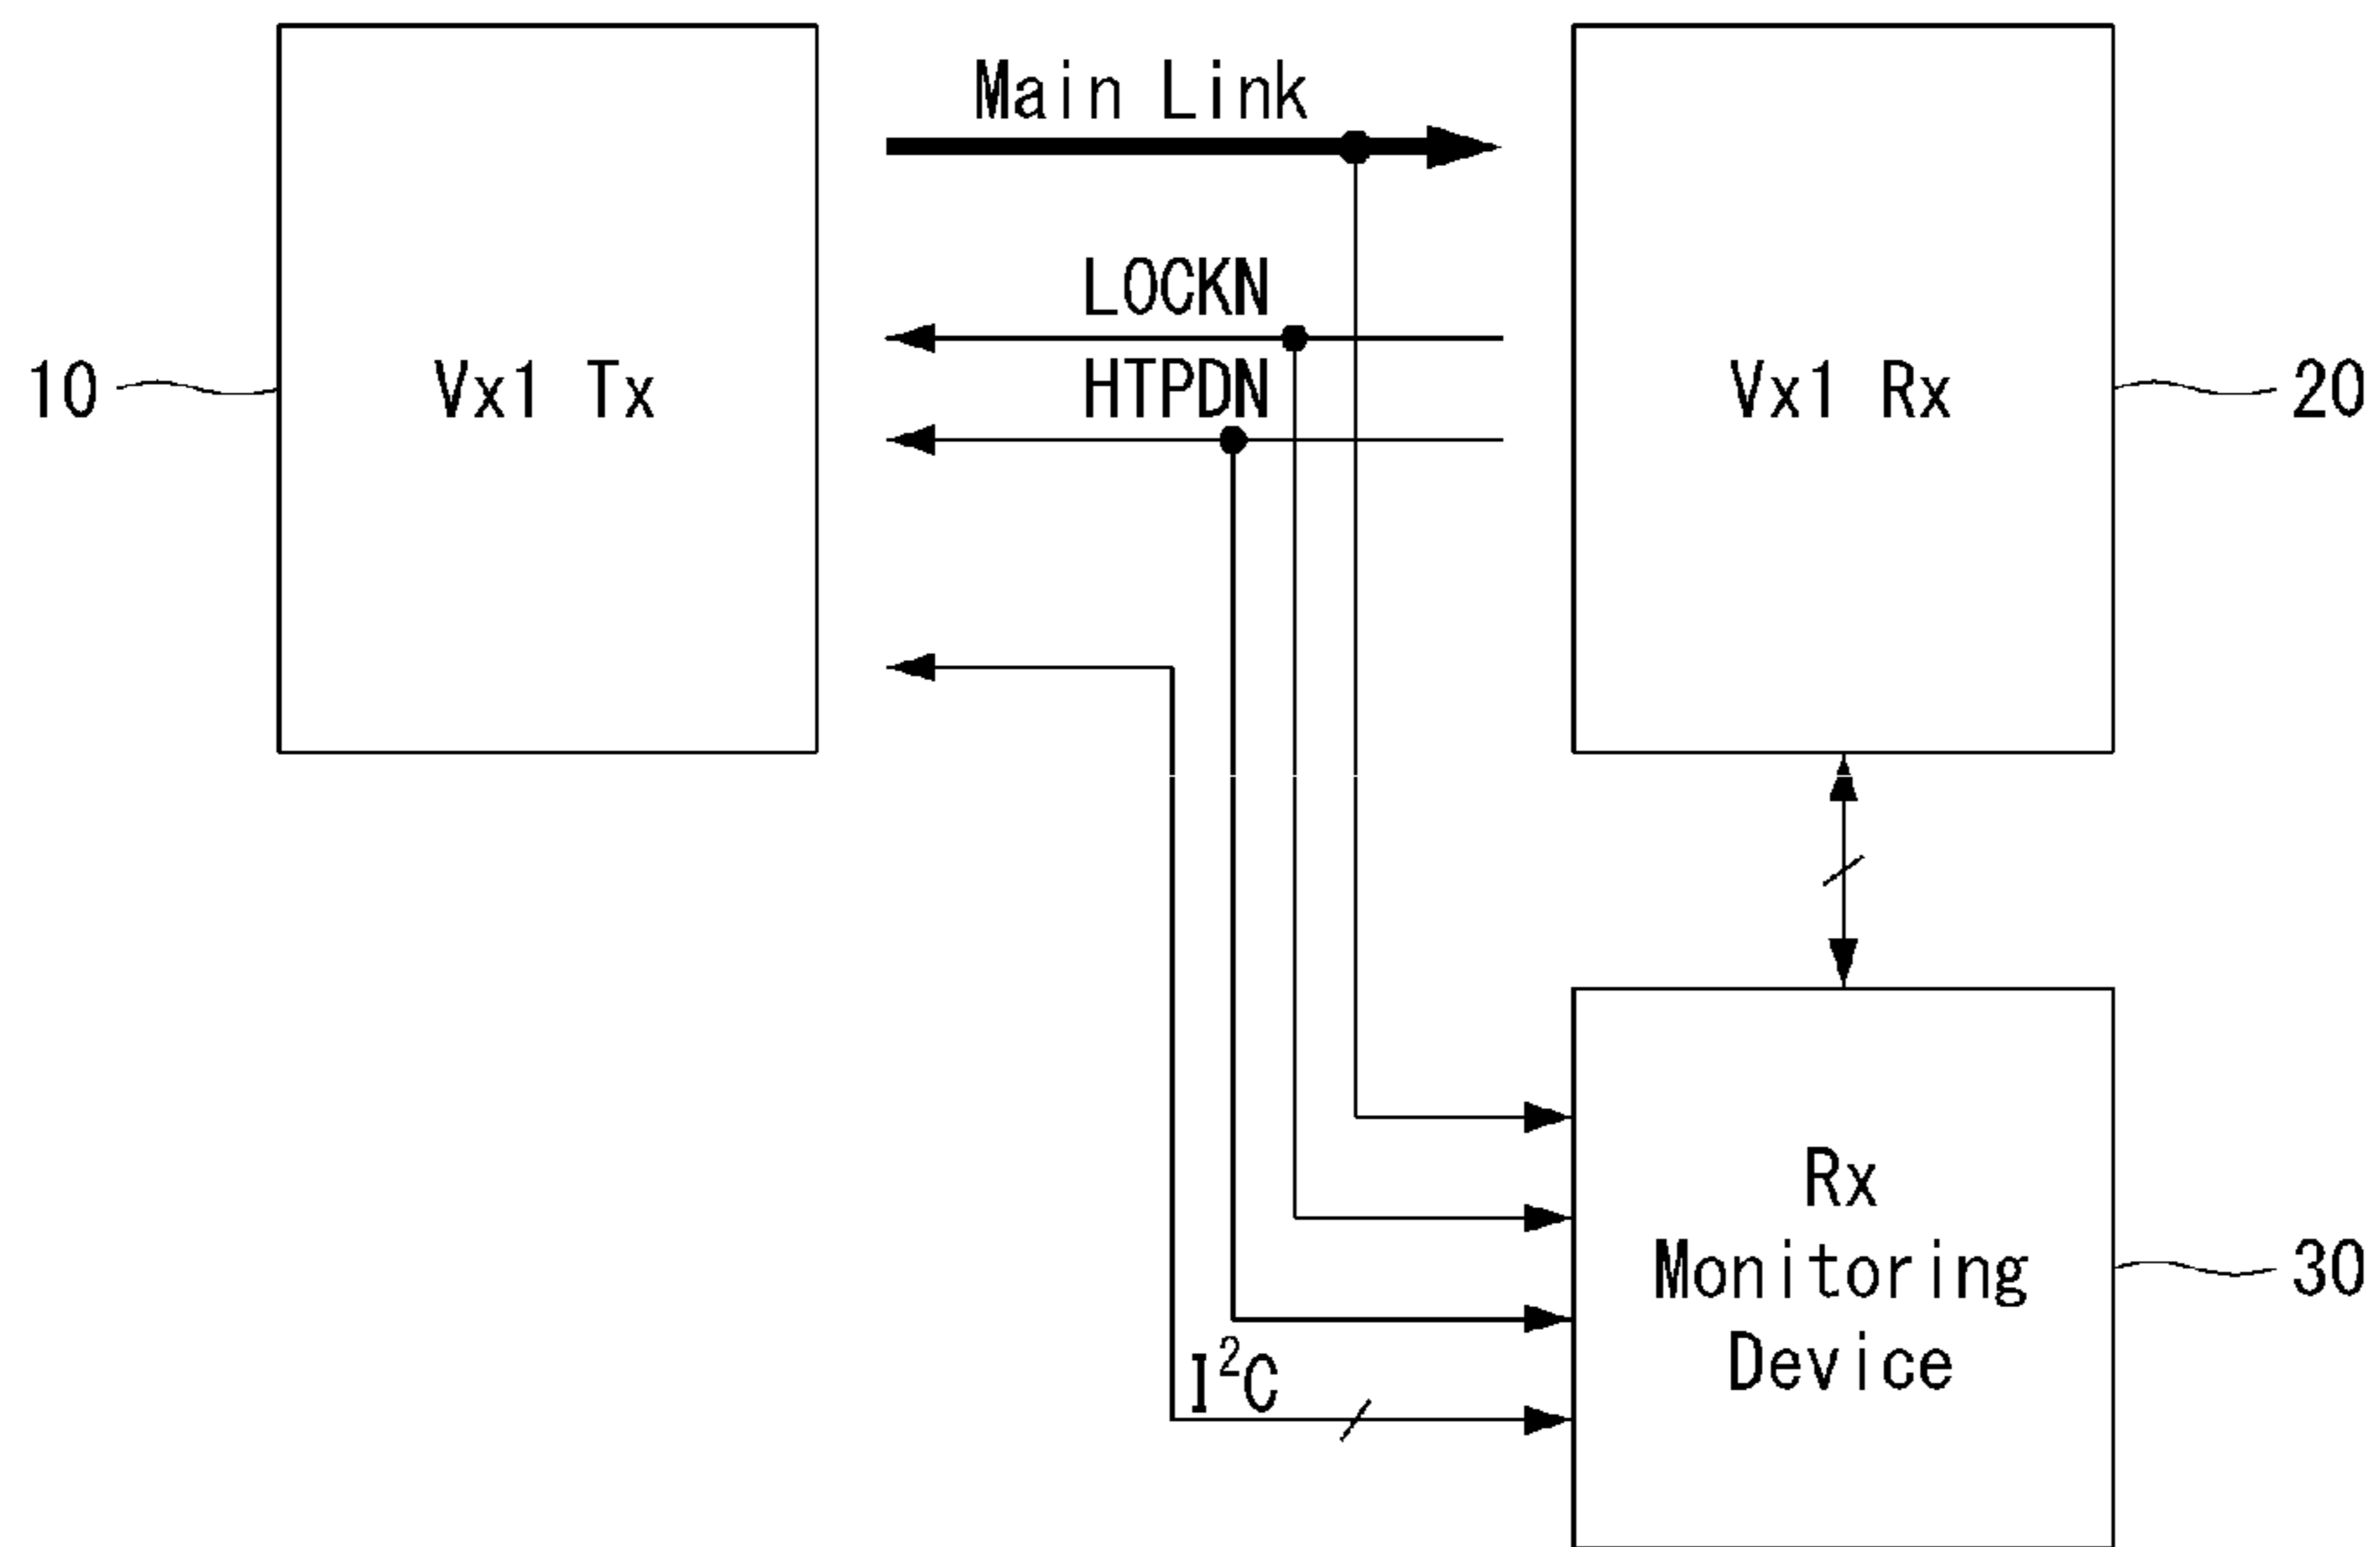 Main Link
LOCKN
HTPDN
10
Vx1 Tx
Vx1 Rx
20
Rx
Monitoring
Device
30
I²C